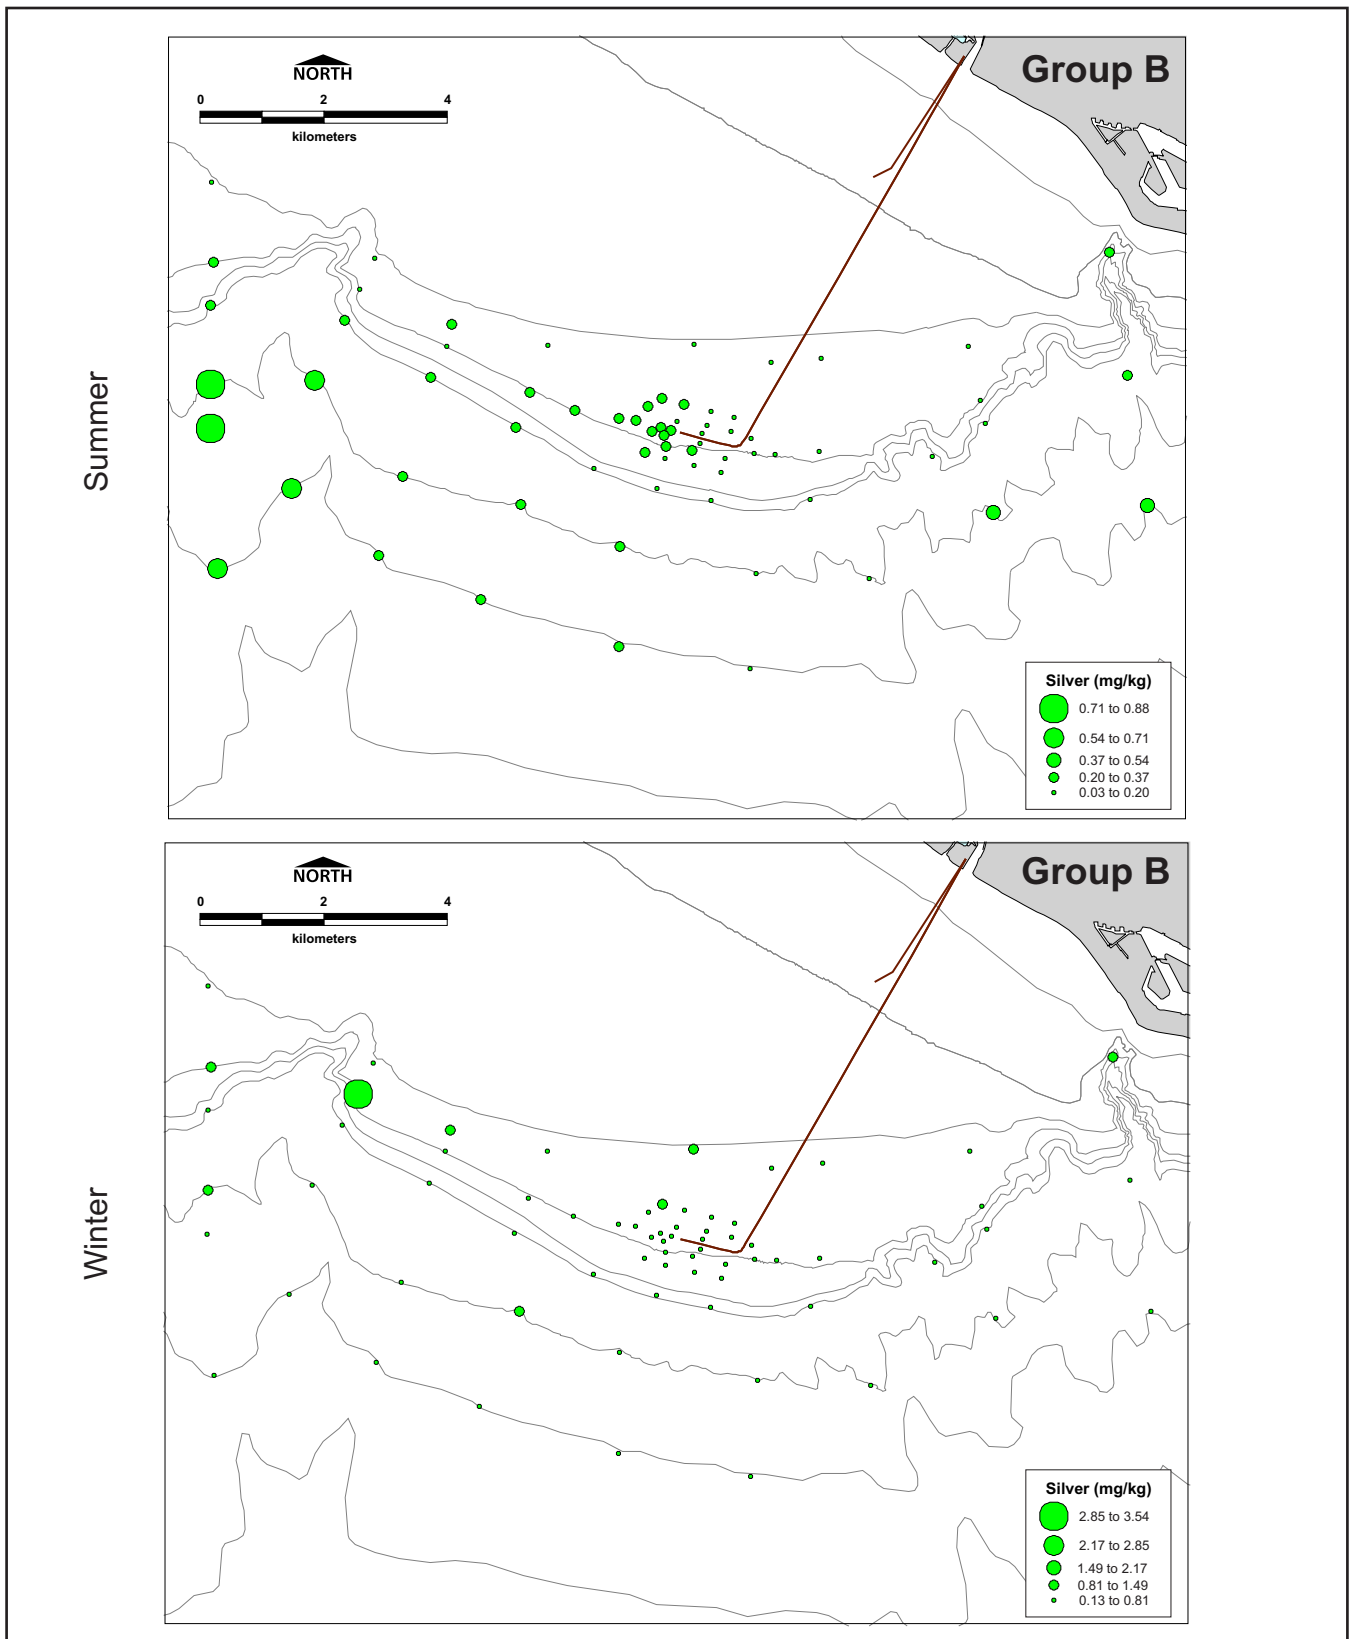 Summer
Group B
NORTH
0 2 4
kilometers
Silver (mg/kg)
0.71 to 0.88
0.54 to 0.71
0.37 to 0.54
0.20 to 0.37
0.03 to 0.20
Winter
Group B
NORTH
0 2 4
kilometers
Silver (mg/kg)
2.85 to 3.54
2.17 to 2.85
1.49 to 2.17
0.81 to 1.49
0.13 to 0.81